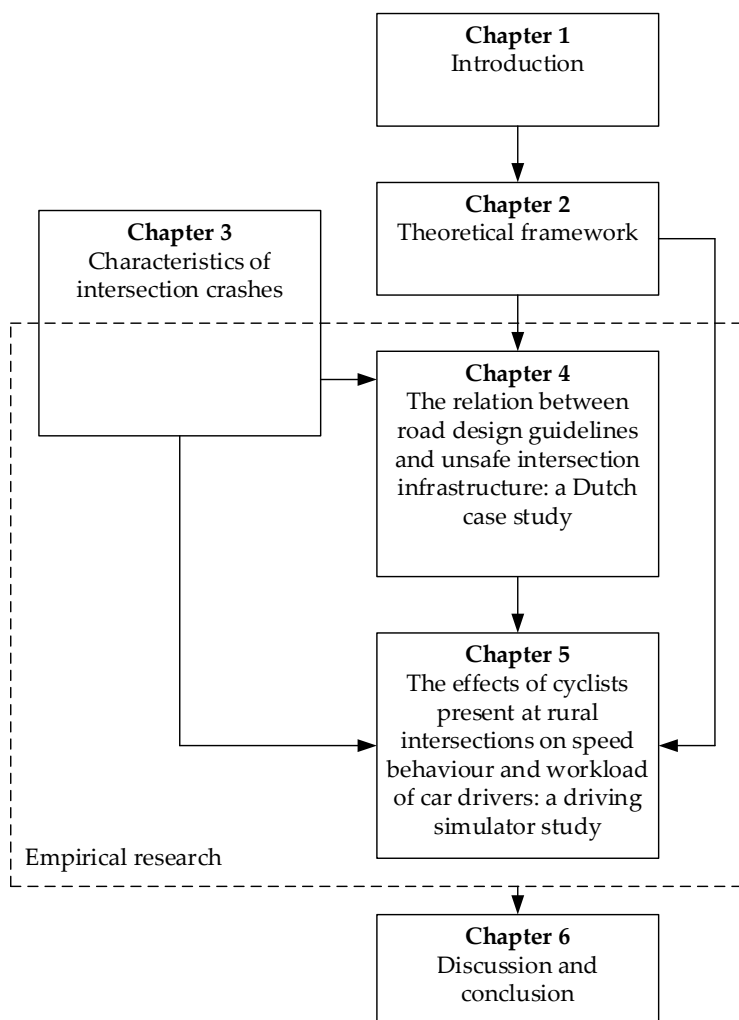 Chapter 1
Introduction
Chapter 2
Theoretical framework
Chapter 3
Characteristics of
intersection crashes
Chapter 4
The relation between
road design guidelines
and unsafe intersection
infrastructure: a Dutch
case study
Chapter 5
The effects of cyclists
present at rural
intersections on speed
behaviour and workload
of car drivers: a driving
simulator study
Empirical research
Chapter 6
Discussion and
conclusion